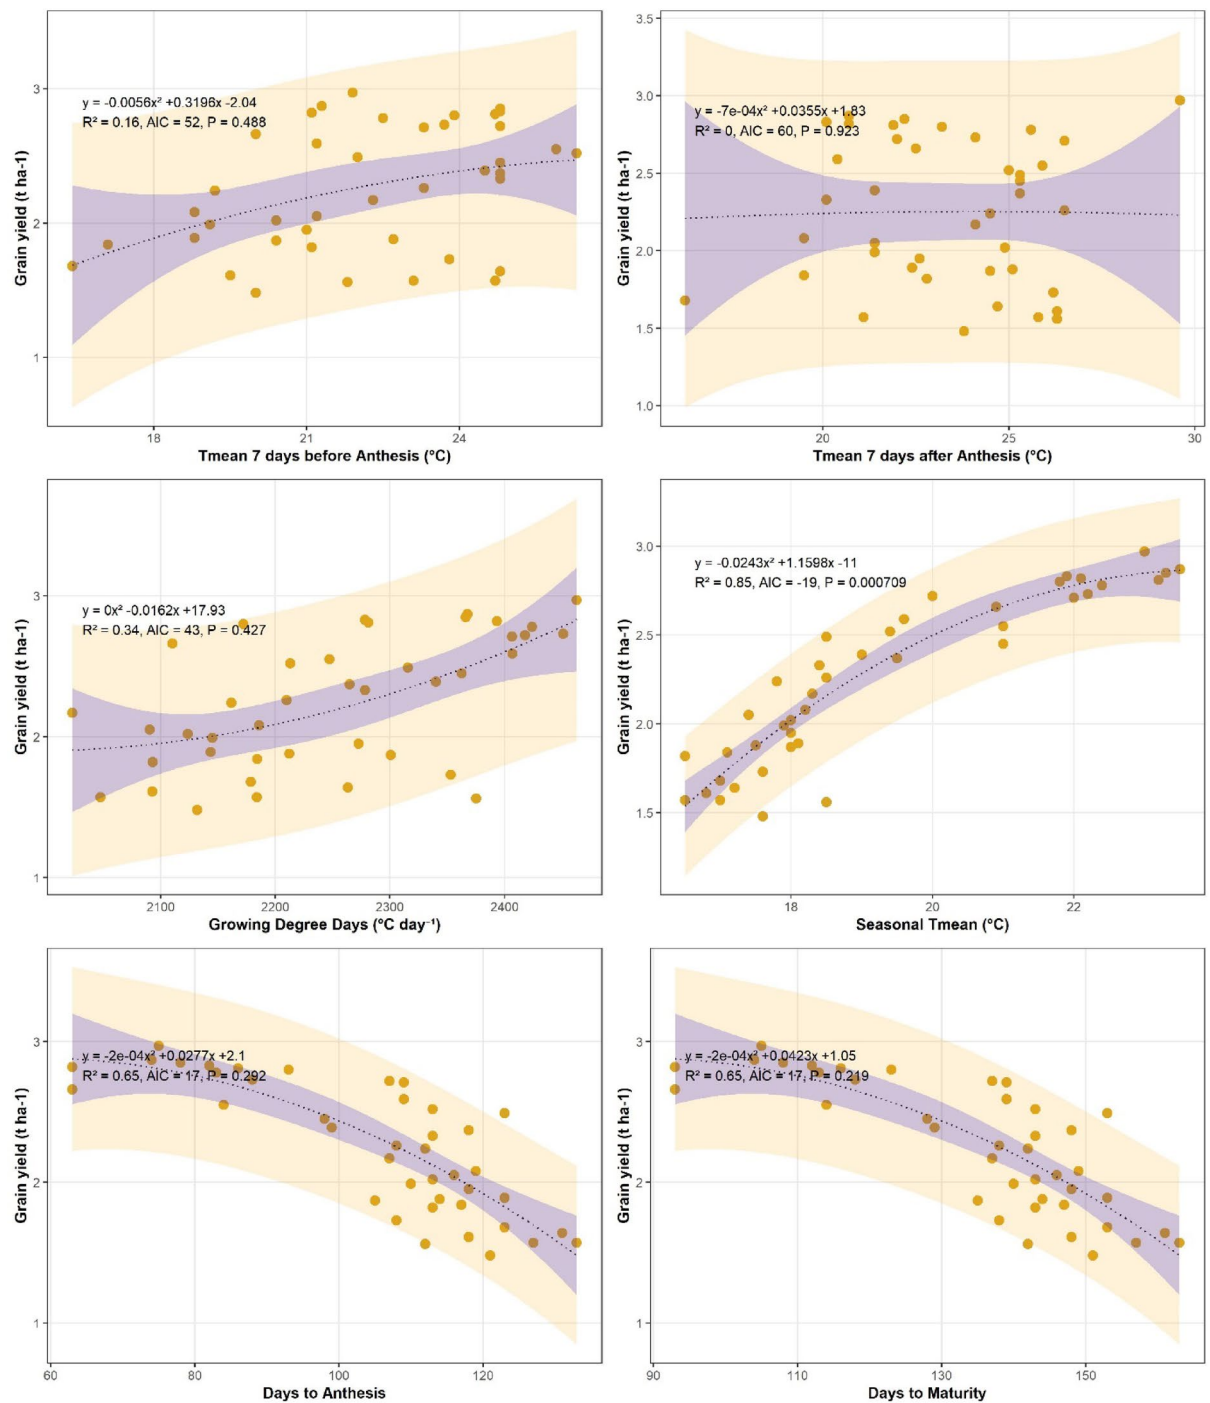 Grain yield (t ha-1)
3
2
1
y = -0.0056x² +0.3196x -2.04
R² = 0.16, AIC = 52, P = 0.488
18
21
24
Tmean 7 days before Anthesis (°C)
Grain yield (t ha-1)
3.5
3.0
2.5
2.0
1.5
1.0
y = -7e-04x² +0.0355x +1.83
R² = 0, AIC = 60, P = 0.923
20
25
30
Tmean 7 days after Anthesis (°C)
Grain yield (t ha-1)
3
2
1
y = 0x² -0.0162x +17.93
R² = 0.34, AIC = 43, P = 0.427
2100
2200
2300
2400
Growing Degree Days (°C day⁻¹)
Grain yield (t ha-1)
3.0
2.5
2.0
1.5
y = -0.0243x² +1.1598x -11
R² = 0.85, AIC = -19, P = 0.000709
18
20
22
Seasonal Tmean (°C)
Grain yield (t ha-1)
3
2
1
y = -2e-04x² +0.0277x +2.1
R² = 0.65, AIC = 17, P = 0.292
60
80
100
120
Days to Anthesis
Grain yield (t ha-1)
3
2
1
y = -2e-04x² +0.0423x +1.05
R² = 0.65, AIC = 17, P = 0.219
90
110
130
150
Days to Maturity